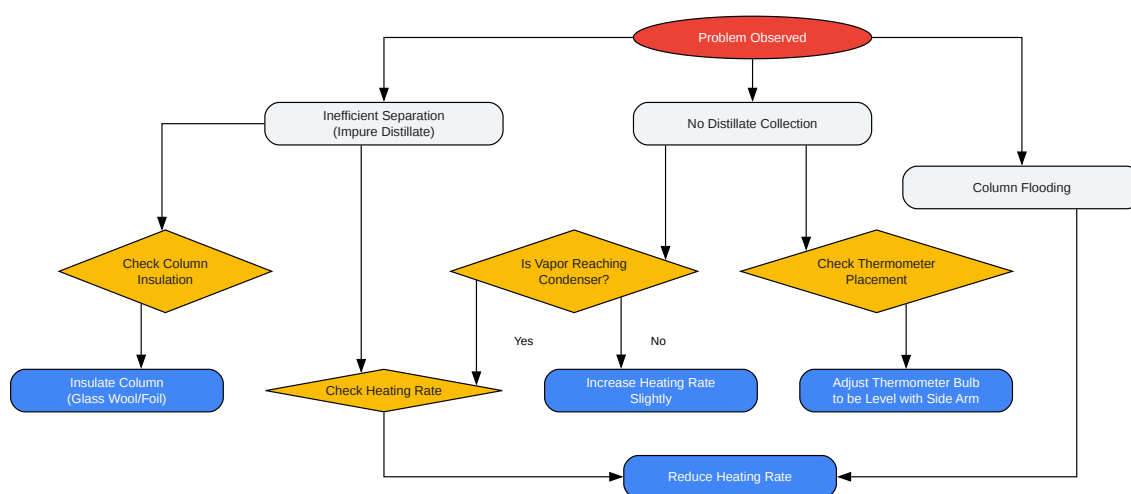 Problem Observed
Inefficient Separation
(Impure Distillate)
No Distillate Collection
Column Flooding
Check Column
Insulation
Is Vapor Reaching
Condenser?
Check Thermometer
Placement
Yes
No
Insulate Column
(Glass Wool/Foil)
Check Heating Rate
Increase Heating Rate
Slightly
Adjust Thermometer Bulb
to be Level with Side Arm
Reduce Heating Rate